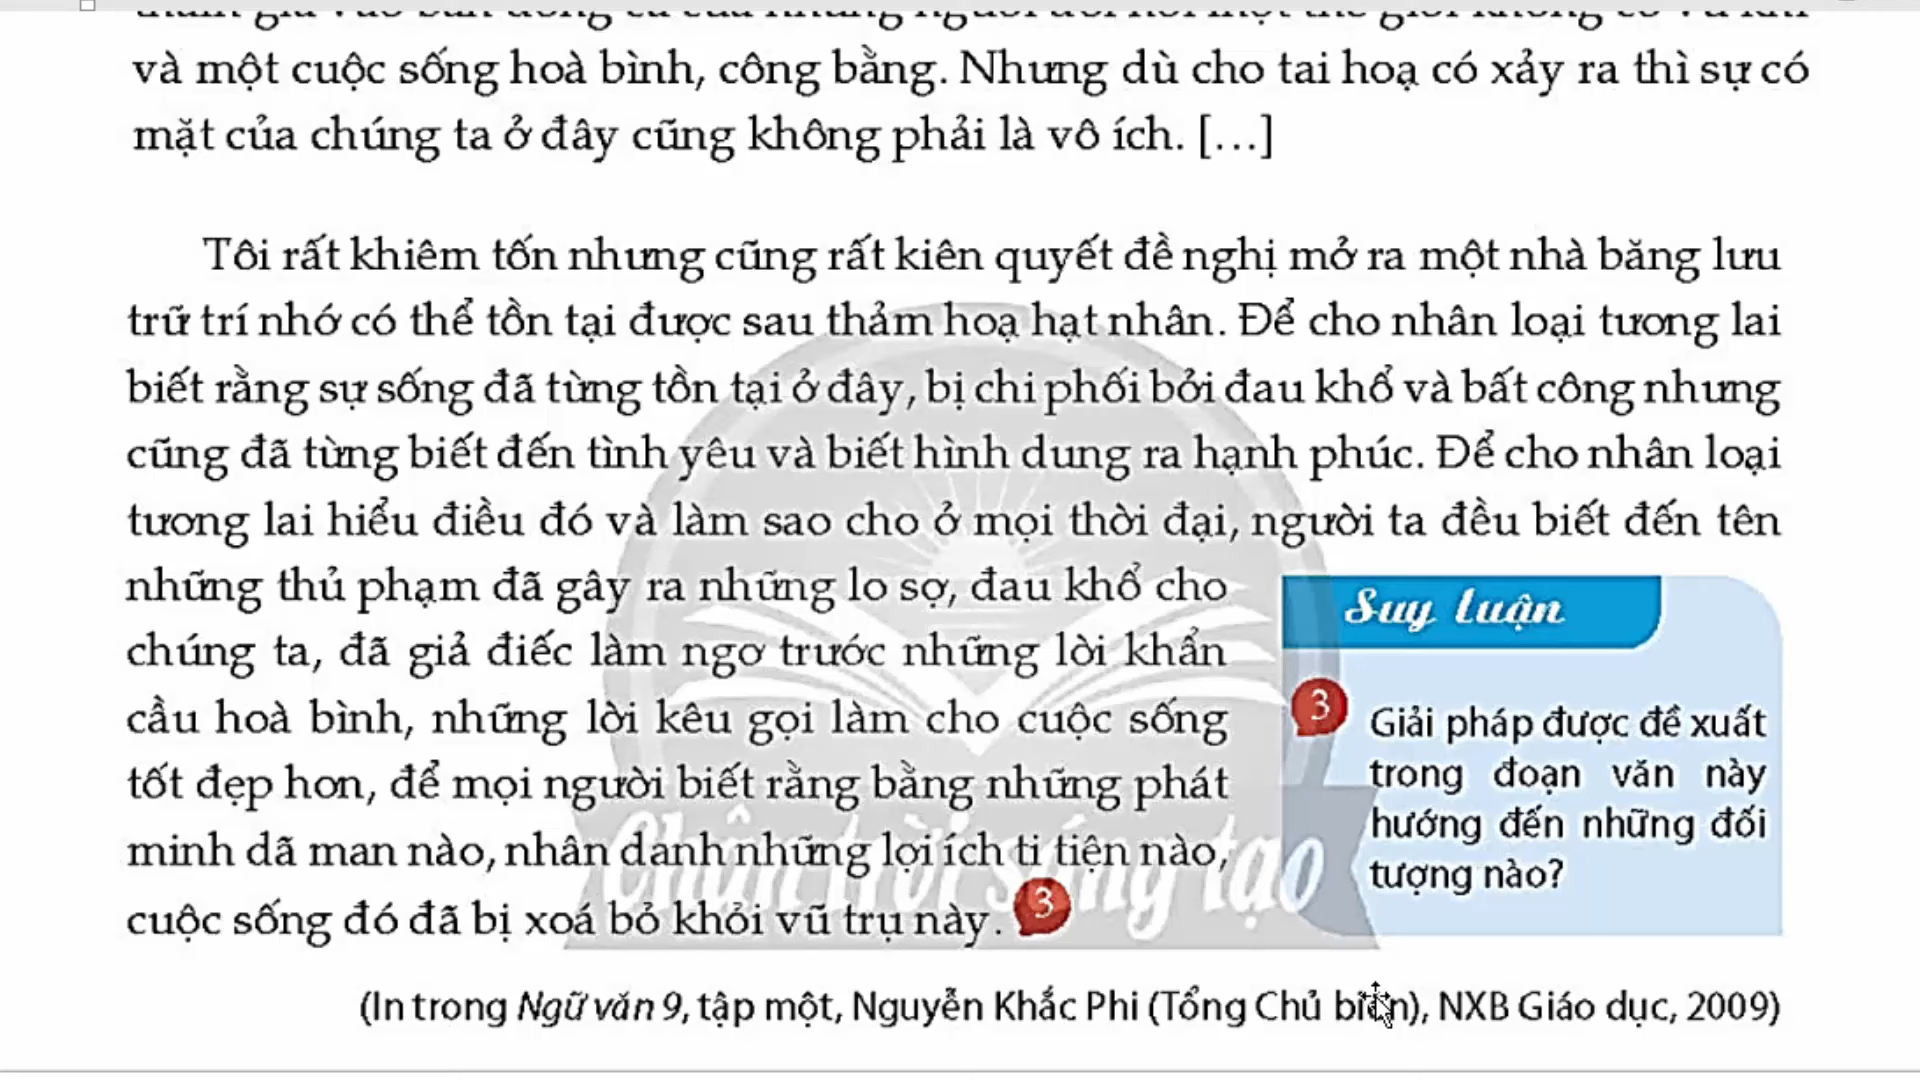 và một cuộc sống hoà bình, công bằng. Nhưng dù cho tai hoạ có xảy ra thì sự có
mặt của chúng ta ở đây cũng không phải là vô ích. [...]
Tôi rất khiêm tốn nhưng cũng rất kiên quyết đề nghị mở ra một nhà băng lưu
trữ trí nhớ có thể tồn tại được sau thảm hoạ hạt nhân. Để cho nhân loại tương lai
biết rằng sự sống đã từng tồn tại ở đây, bị chi phối bởi đau khổ và bất công nhưng
cũng đã từng biết đến tình yêu và biết hình dung ra hạnh phúc. Để cho nhân loại
tương lai hiểu điều đó và làm sao cho ở mọi thời đại, người ta đều biết đến tên
những thủ phạm đã gây ra những lo sợ, đau khổ cho
chúng ta, đã giả điếc làm ngơ trước những lời khẩn
cầu hoà bình, những lời kêu gọi làm cho cuộc sống
tốt đẹp hơn, để mọi người biết rằng bằng những phát
minh dã man nào, nhân danh những lợi ích ti tiện nào,
cuộc sống đó đã bị xoá bỏ khỏi vũ trụ này. 3
Suy luận
3 Giải pháp được đề xuất
trong đoạn văn này
hướng đến những đối
tượng nào?
Chân trời sáng tạo
(In trong Ngữ văn 9, tập một, Nguyễn Khắc Phi (Tổng Chủ biên), NXB Giáo dục, 2009)